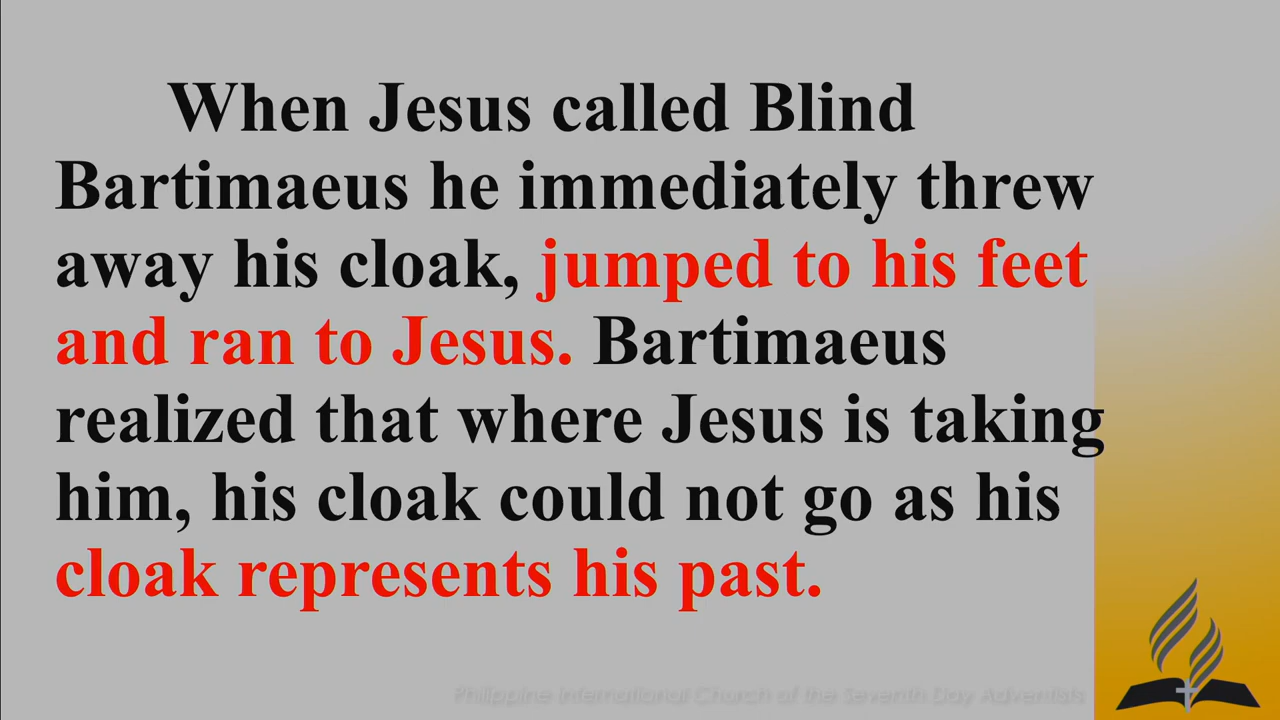 When Jesus called Blind
Bartimaeus he immediately threw
away his cloak, jumped to his feet
and ran to Jesus. Bartimaeus
realized that where Jesus is taking
him, his cloak could not go as his
cloak represents his past.
Philippine International Church of the Seventh Day Adventists